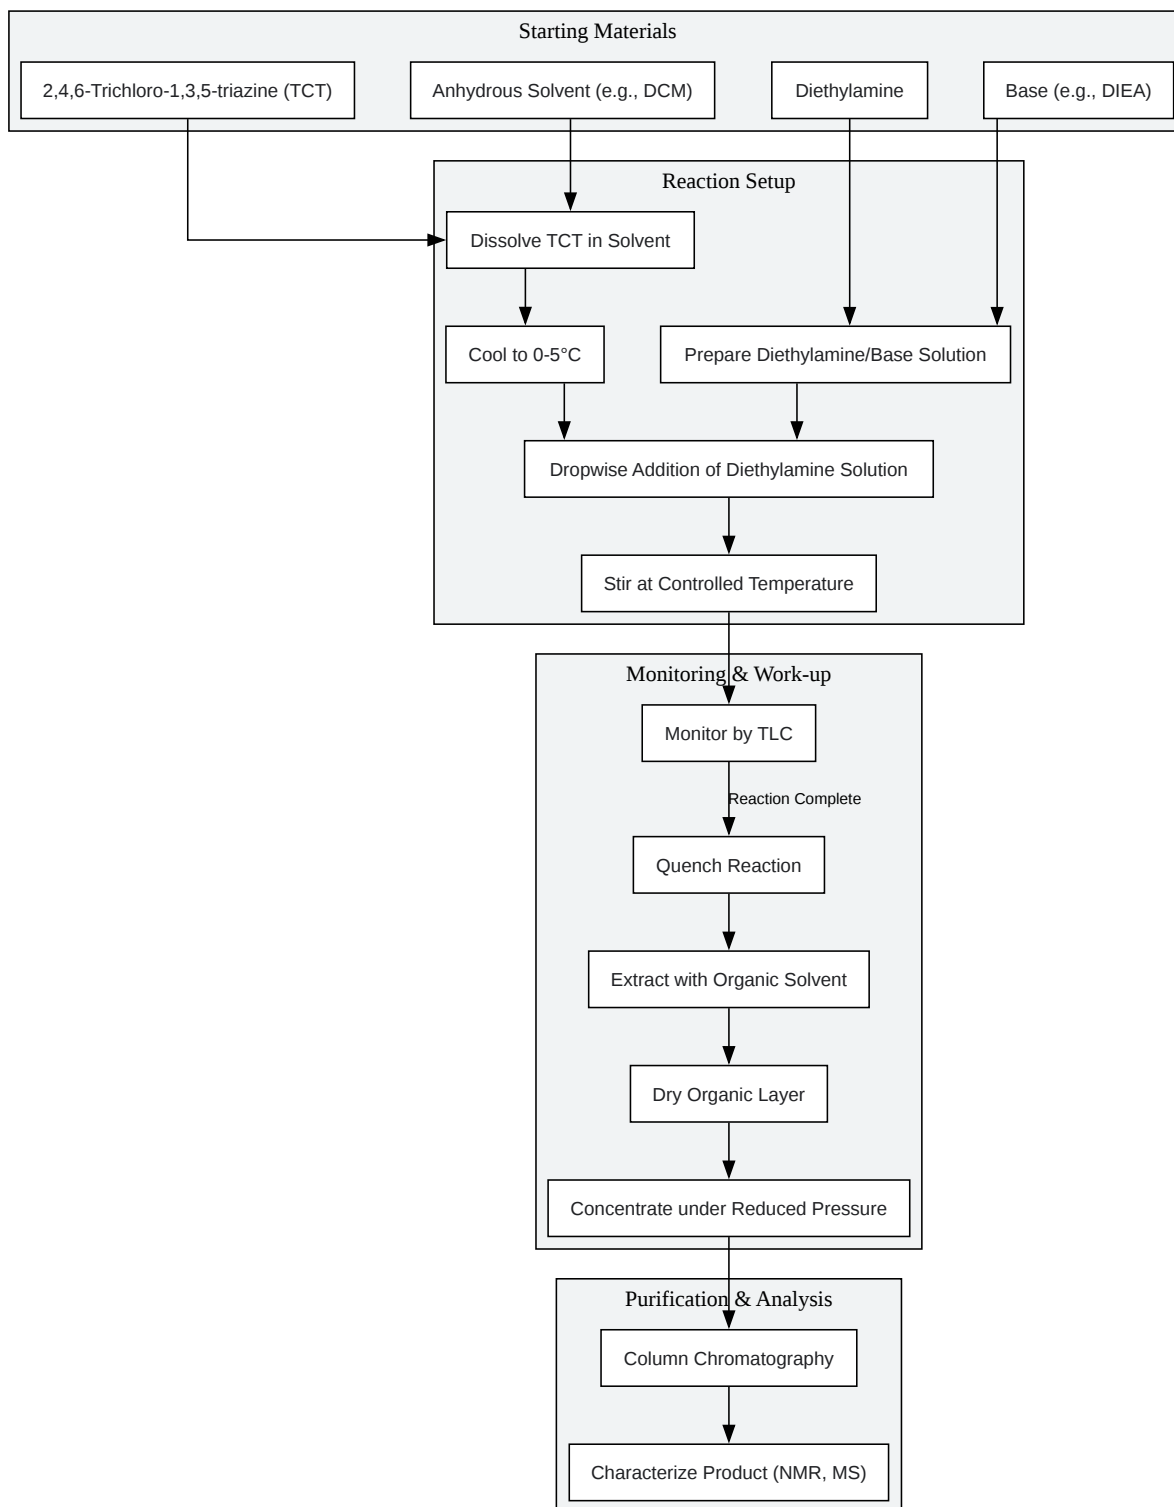 Starting Materials
2,4,6-Trichloro-1,3,5-triazine (TCT)
Anhydrous Solvent (e.g., DCM)
Diethylamine
Base (e.g., DIEA)
Reaction Setup
Dissolve TCT in Solvent
Cool to 0-5°C
Prepare Diethylamine/Base Solution
Dropwise Addition of Diethylamine Solution
Stir at Controlled Temperature
Monitoring & Work-up
Monitor by TLC
Reaction Complete
Quench Reaction
Extract with Organic Solvent
Dry Organic Layer
Concentrate under Reduced Pressure
Purification & Analysis
Column Chromatography
Characterize Product (NMR, MS)